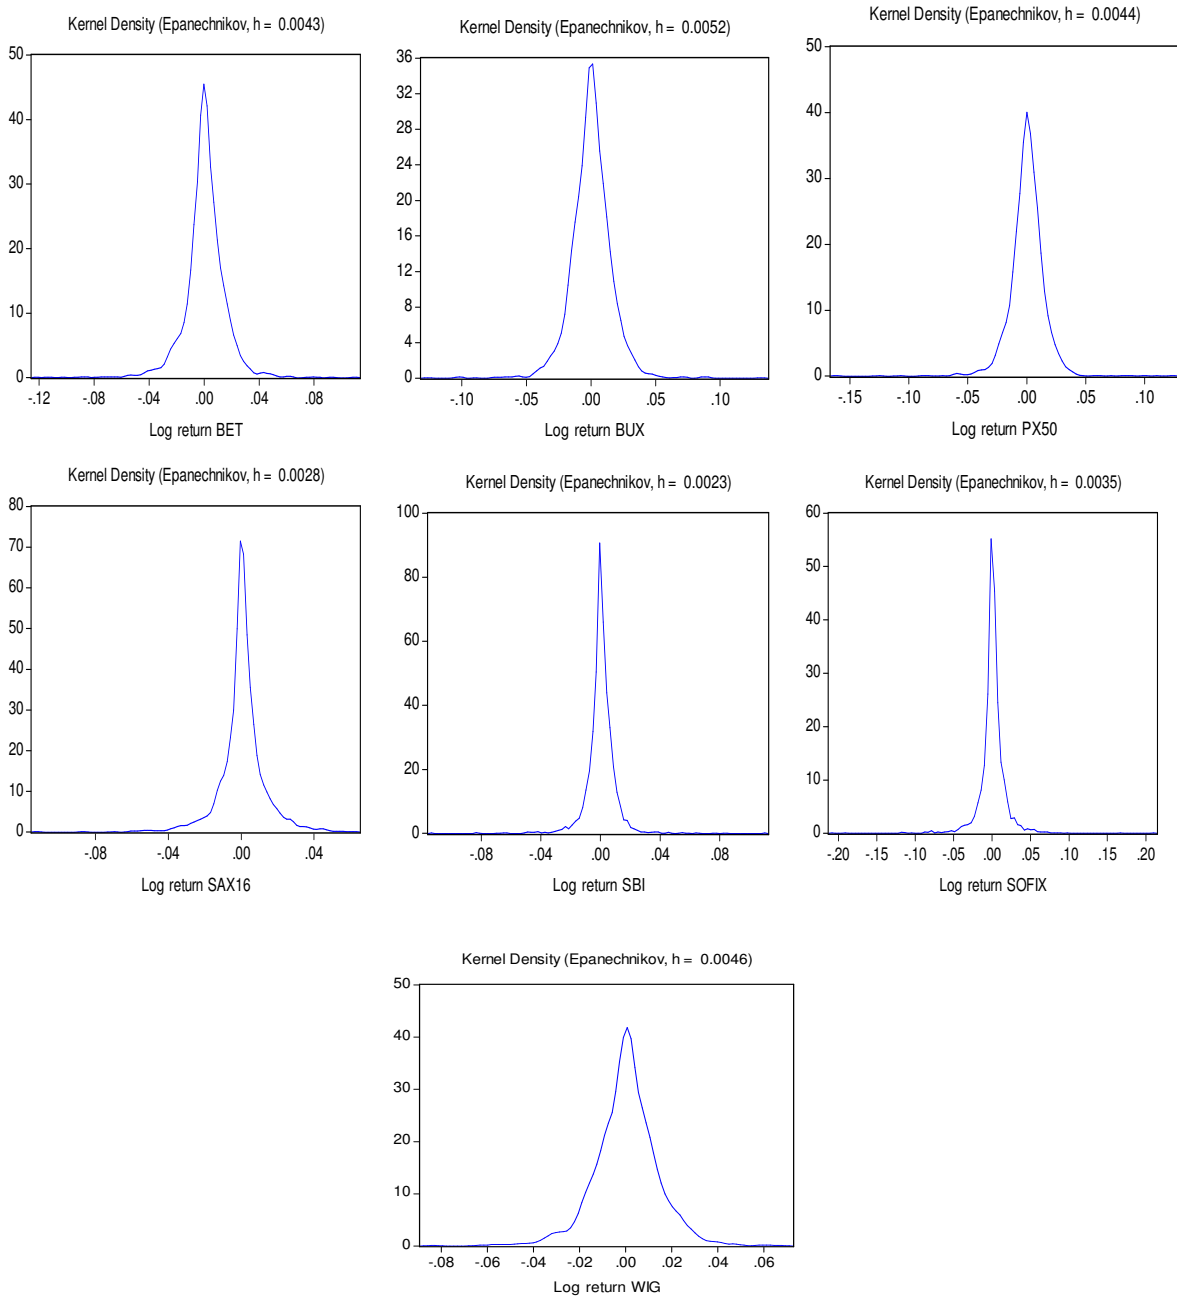 Kernel Density (Epanechnikov, h = 0.0043)
50
40
30
20
10
0
-.12 -.08 -.04 .00 .04 .08
Log return BET
Kernel Density (Epanechnikov, h = 0.0052)
36
32
28
24
20
16
12
8
4
0
-.10 -.05 .00 .05 .10
Log return BUX
Kernel Density (Epanechnikov, h = 0.0044)
50
40
30
20
10
0
-.15 -.10 -.05 .00 .05 .10
Log return PX50
Kernel Density (Epanechnikov, h = 0.0028)
80
70
60
50
40
30
20
10
0
-.08 -.04 .00 .04
Log return SAX16
Kernel Density (Epanechnikov, h = 0.0023)
100
80
60
40
20
0
-.08 -.04 .00 .04 .08
Log return SBI
Kernel Density (Epanechnikov, h = 0.0035)
60
50
40
30
20
10
0
-.20 -.15 -.10 -.05 .00 .05 .10 .15 .20
Log return SOFIX
Kernel Density (Epanechnikov, h = 0.0046)
50
40
30
20
10
0
-.08 -.06 -.04 -.02 .00 .02 .04 .06
Log return WIG